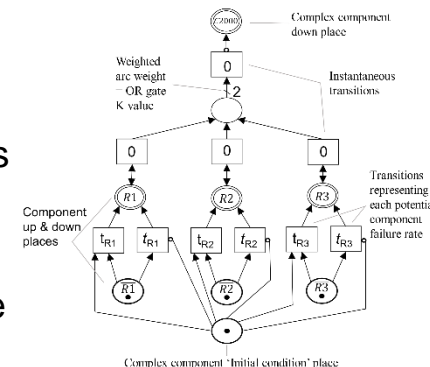 C2000
Complex component
down place
Weighted
arc weight
= OR gate
K value
0
2
Instantaneous
transitions
s
0
0
0
Component
up & down
places
R1
R2
R3
Transitions
representing
each potential
component
failure rate
tR1
tR1
tR2
tR2
tR3
tR3
e
R1
R2
R3
Complex component 'Initial condition' place